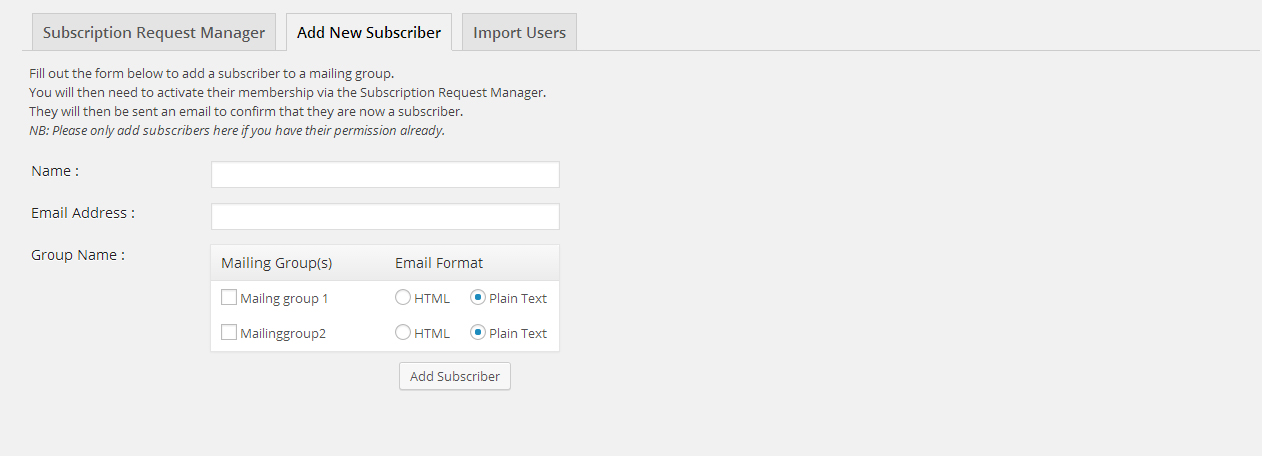 Subscription Request Manager Add New Subscriber Import Users
Fill out the form below to add a subscriber to a mailing group.
You will then need to activate their membership via the Subscription Request Manager.
They will then be sent an email to confirm that they are now a subscriber.
NB: Please only add subscribers here if you have their permission already.
Name :
Email Address :
Group Name :
Mailing Group(s) Email Format
Mailng group 1 HTML Plain Text
Mailinggroup2 HTML Plain Text
Add Subscriber